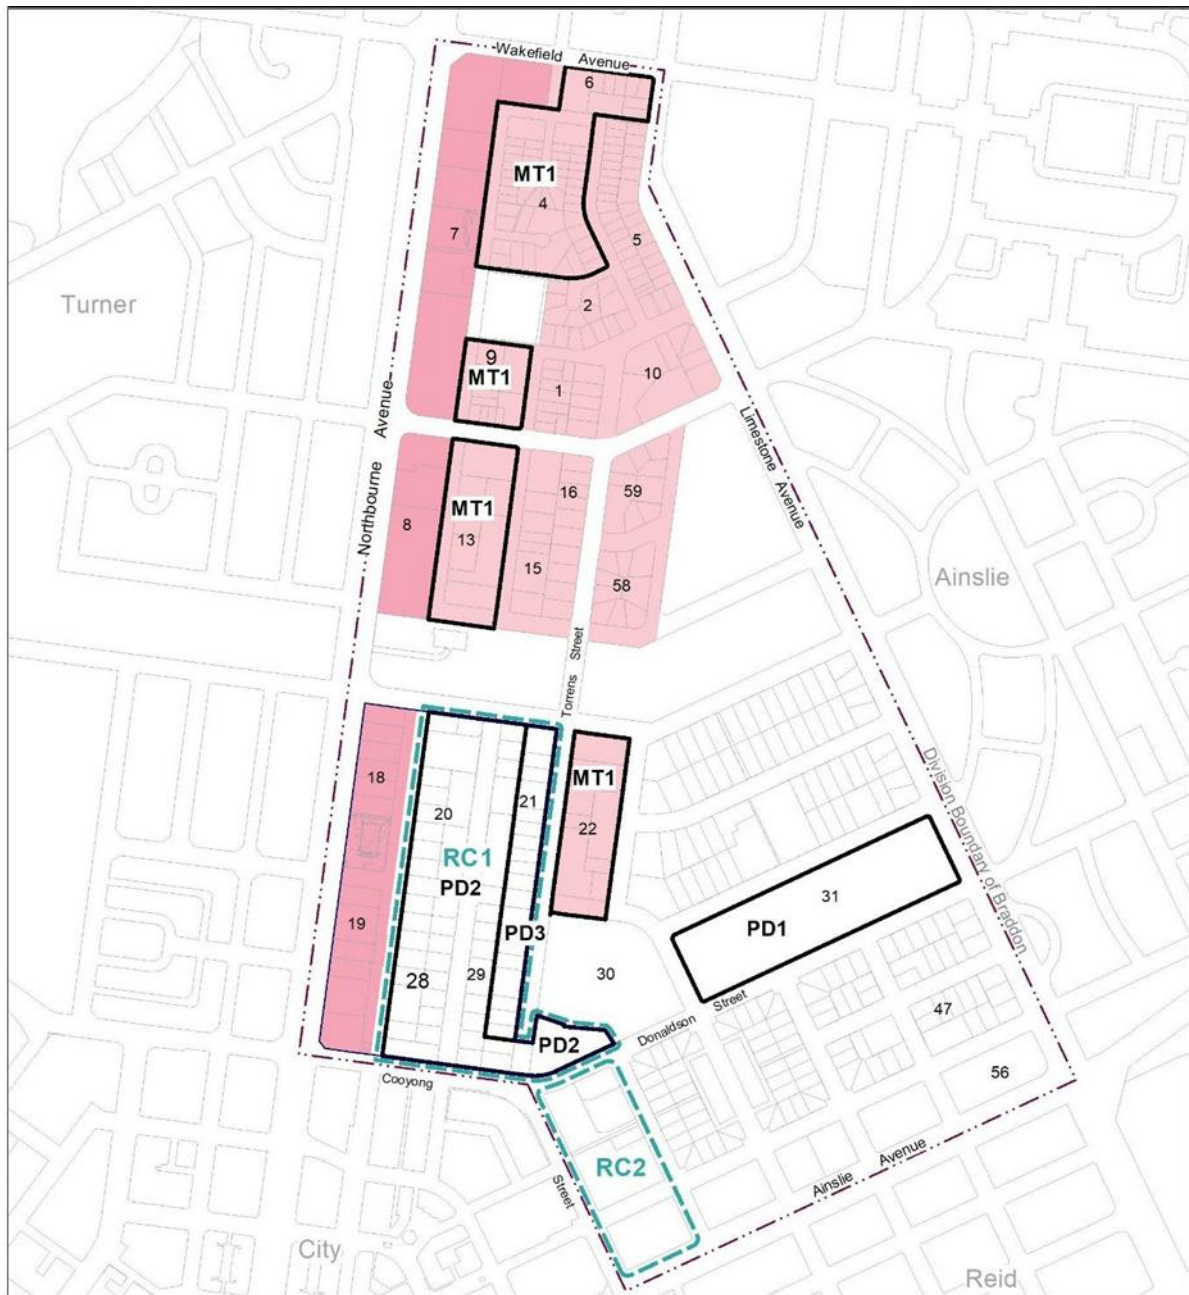 Wakefield Avenue
6
MT1
4
7
5
2
Turner
9
MT1
1
10
Northbourne Avenue
Limestone Avenue
16
59
MT1
8
13
15
58
Ainslie
Torrens Street
18
20
21
MT1
22
RC1
PD2
Division Boundary of Braddon
31
PD1
19
PD3
28
29
30
Donaldson Street
47
PD2
56
Cooyong Street
RC2
Ainslie Avenue
City
Reid